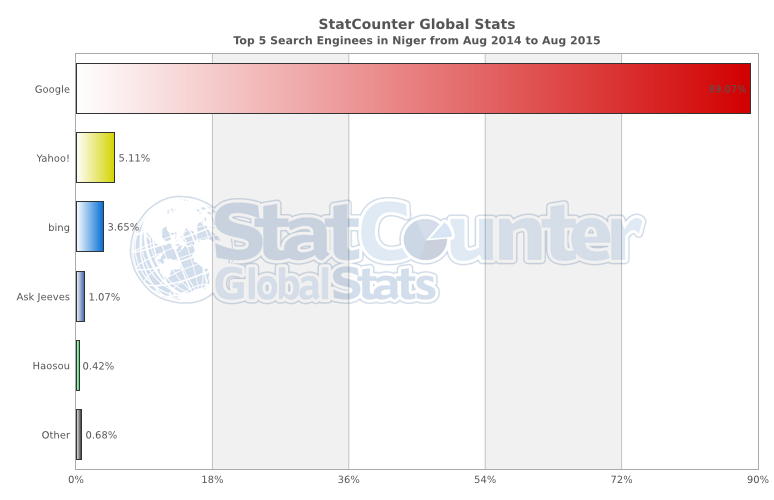 StatCounter Global Stats
Top 5 Search Enginees in Niger from Aug 2014 to Aug 2015
Google 89.07%
Yahoo! 5.11%
bing 3.65%
StatCounter
GlobalStats
Ask Jeeves 1.07%
Haosou 0.42%
Other 0.68%
0% 18% 36% 54% 72% 90%